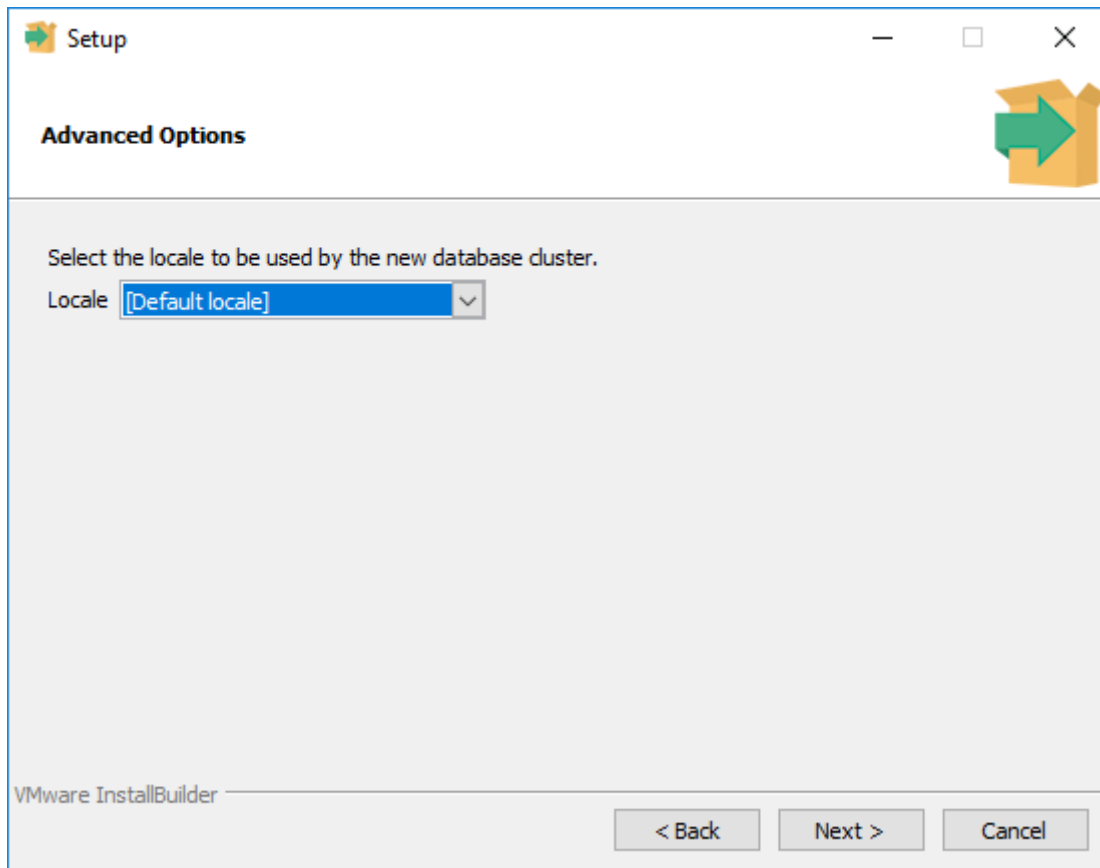 Setup
Advanced Options
Select the locale to be used by the new database cluster.
Locale [Default locale]
VMware InstallBuilder
< Back Next > Cancel